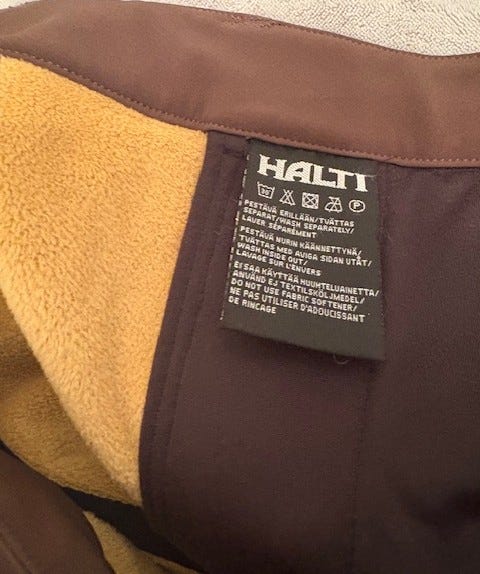 HALTI
30° P
PESTÄVÄ ERILLÄÄN/TVÄTTAS
SEPARAT/WASH SEPARATELY/
LAVER SÉPARÉMENT
PESTÄVÄ NURIN KÄÄNNETTYNÄ/
TVÄTTAS MED AVIGA SIDAN UTÅT/
WASH INSIDE OUT/
LAVAGE SUR L'ENVERS
EI SAA KÄYTTÄÄ HUUHTELUAINETTA/
ANVÄND EJ TEXTILSKÖLJMEDEL/
DO NOT USE FABRIC SOFTENER/
NE PAS UTILISER D'ADOUCISSANT
DE RINCAGE